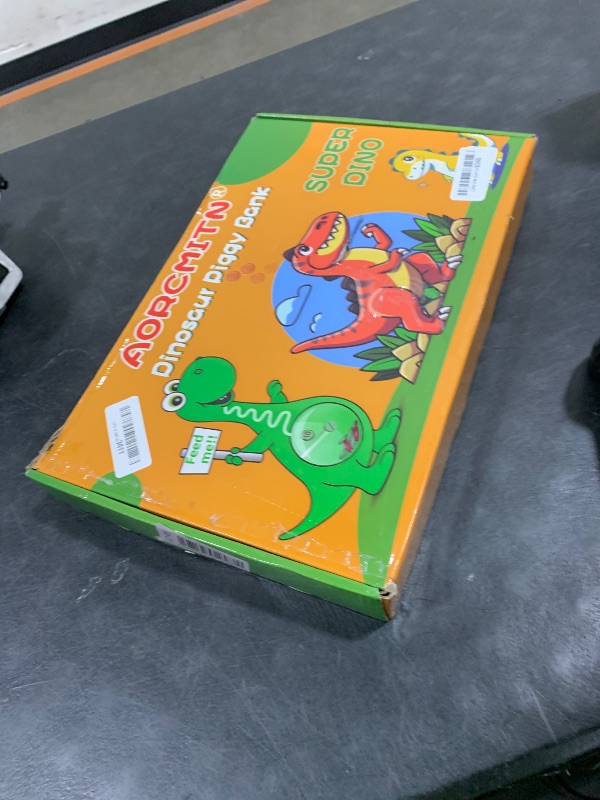 AORCMITN®
Dinosaur Piggy Bank
SUPER
DINO
Feed
me!!